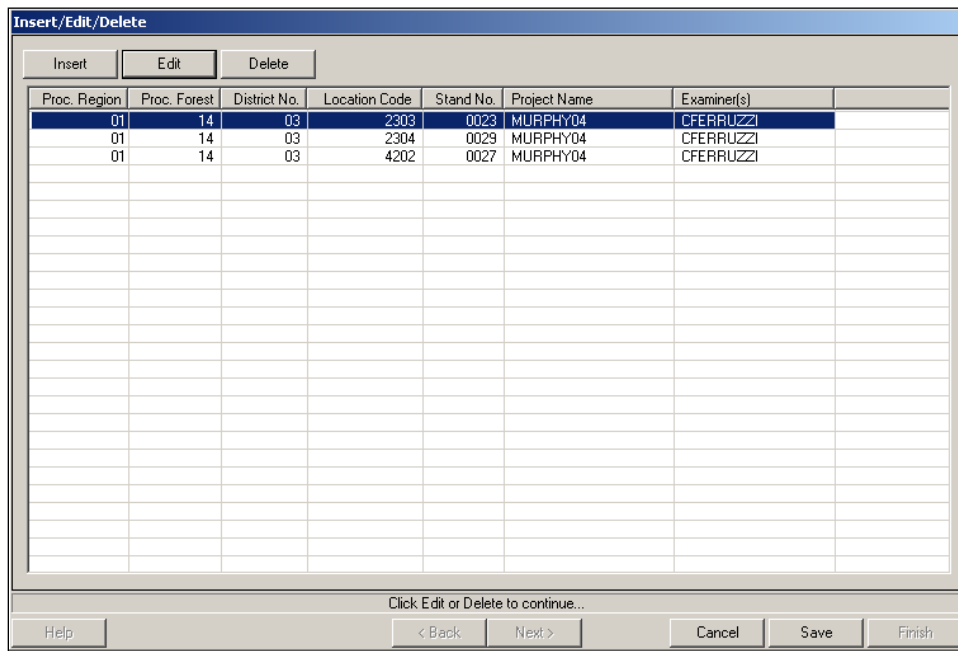 Insert/Edit/Delete
Insert Edit Delete
Proc. Region Proc. Forest District No. Location Code Stand No. Project Name Examiner(s)
01 14 03 2303 0023 MURPHY04 CFERRUZZI
01 14 03 2304 0029 MURPHY04 CFERRUZZI
01 14 03 4202 0027 MURPHY04 CFERRUZZI
Click Edit or Delete to continue...
Help < Back Next > Cancel Save Finish